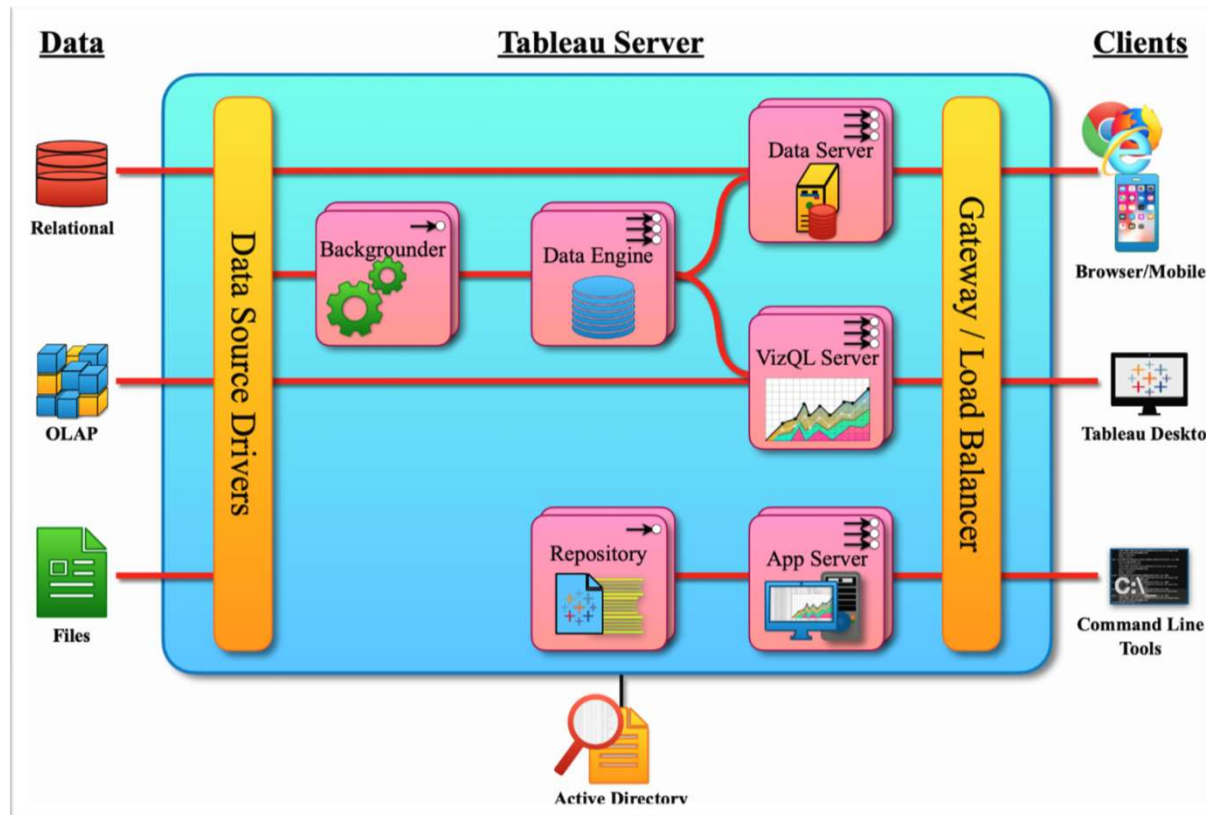 Data
Tableau Server
Clients
Relational
OLAP
Files
Data Source Drivers
Backgrounder
Data Engine
Data Server
VizQL Server
Repository
App Server
Gateway / Load Balancer
Browser/Mobile
Tableau Deskto
C:\
Command Line
Tools
Active Directory